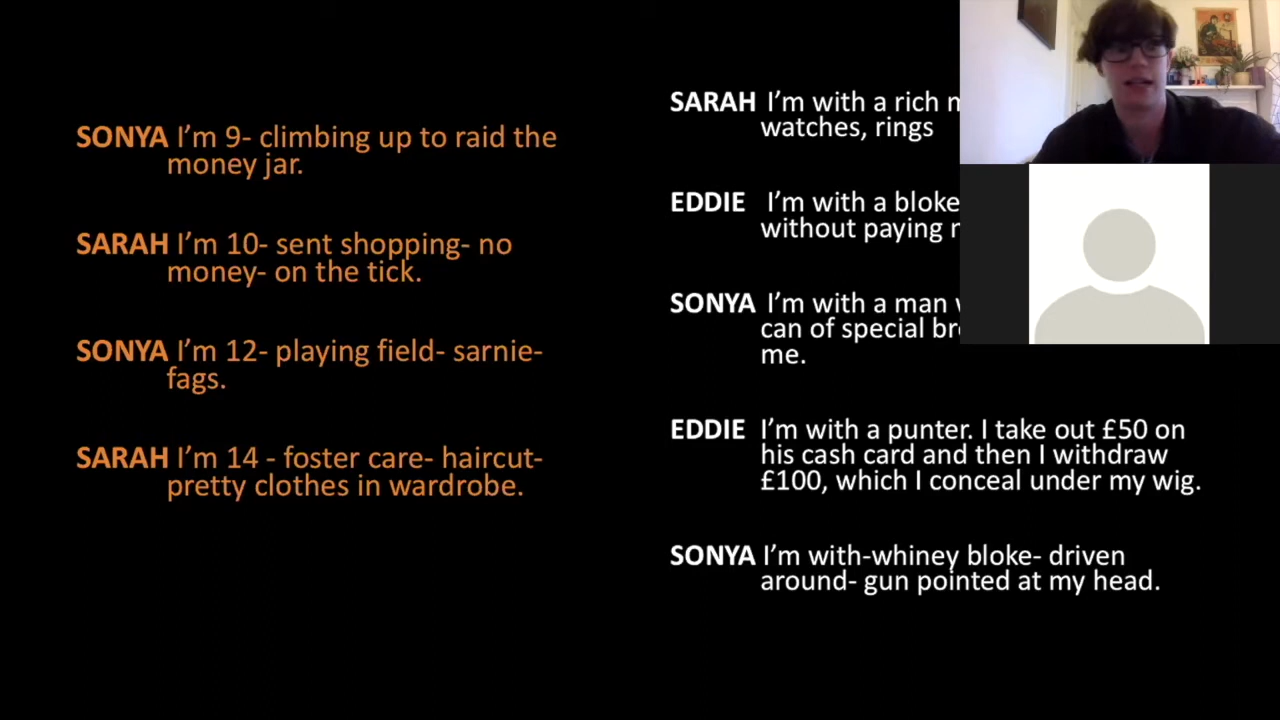 SONYA I'm 9- climbing up to raid the
money jar.
SARAH I'm 10- sent shopping- no
money- on the tick.
SONYA I'm 12- playing field- sarnie-
fags.
SARAH I'm 14 - foster care- haircut-
pretty clothes in wardrobe.
SARAH I'm with a rich
watches, rings
EDDIE I'm with a bloke
without paying
SONYA I'm with a man
can of special
me.
EDDIE I'm with a punter. I take out £50 on
his cash card and then I withdraw
£100, which I conceal under my wig.
SONYA I'm with-whiney bloke- driven
around- gun pointed at my head.